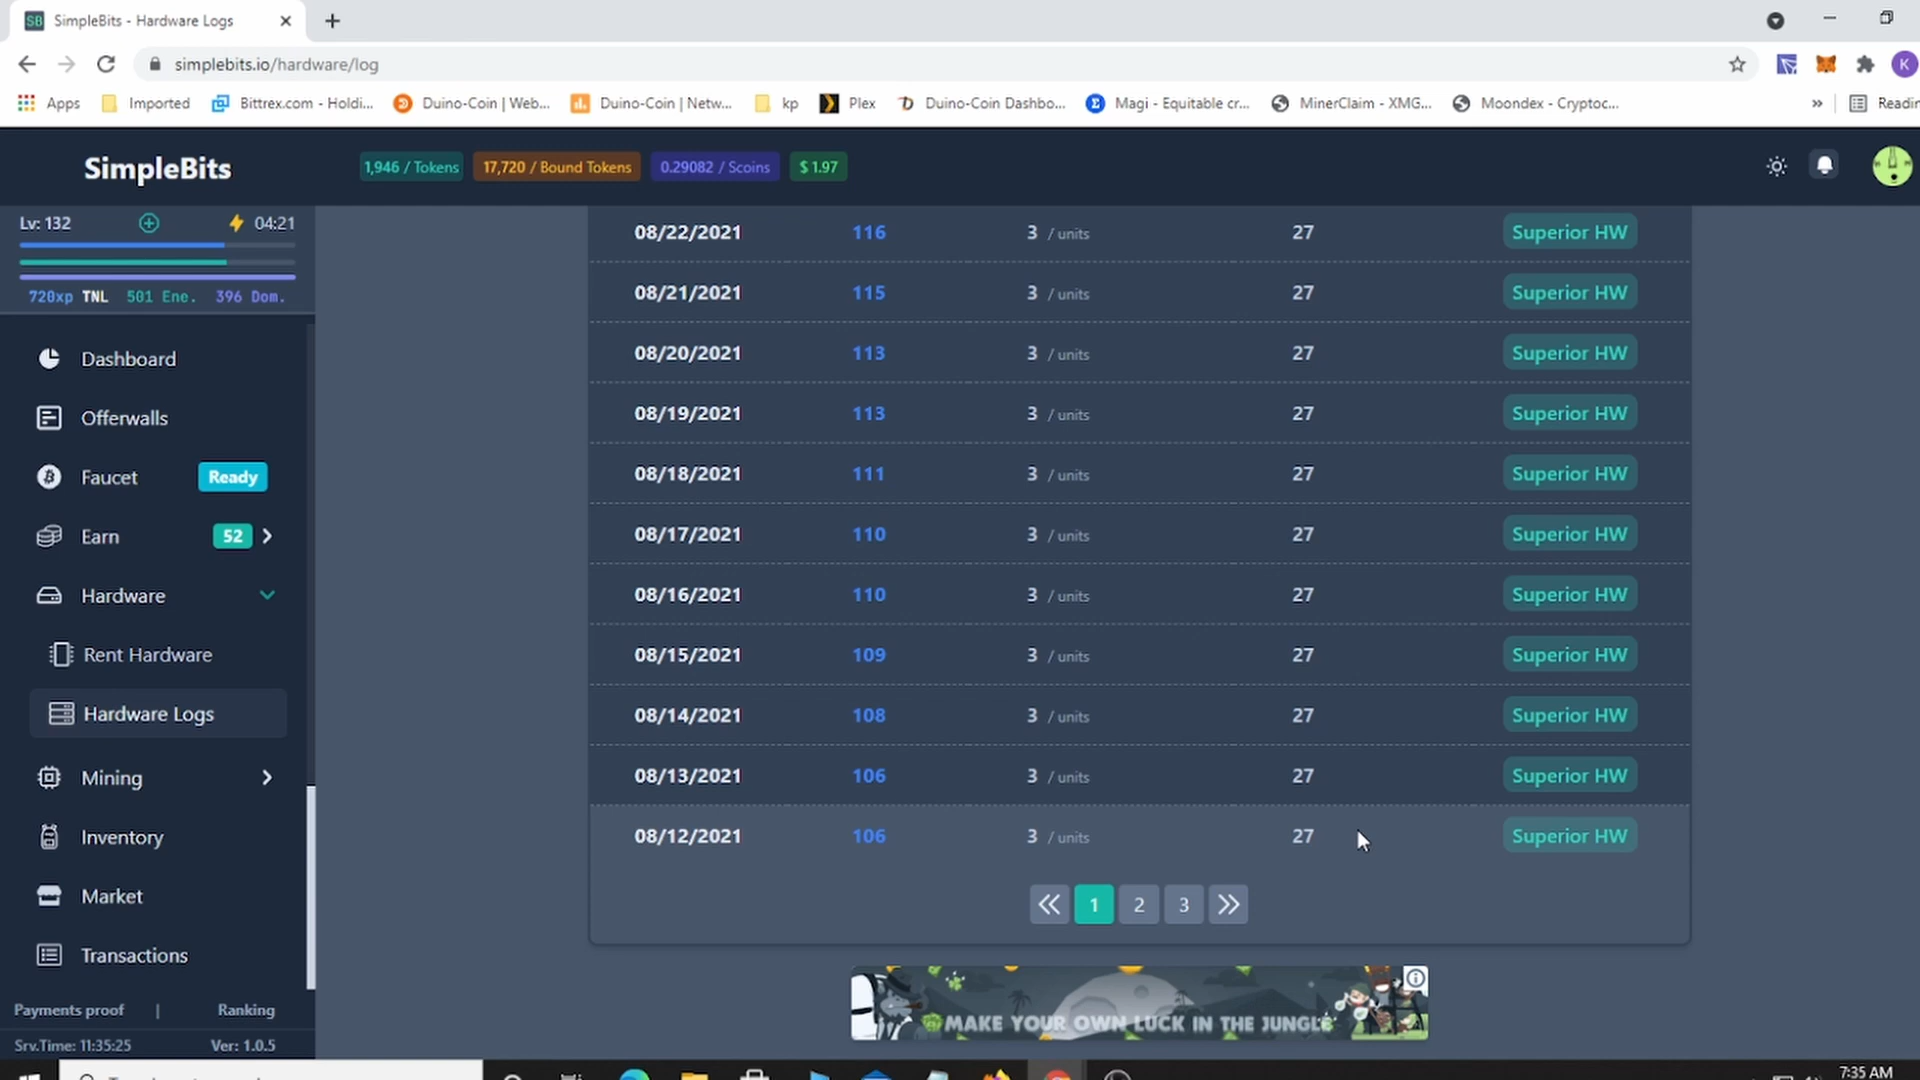 SB SimpleBits - Hardware Logs
simplebits.io/hardware/log
K
Apps Imported Bittrex.com - Holdi... Duino-Coin | Web... Duino-Coin | Netw... kp Plex Duino-Coin Dashbo... Magi - Equitable cr... MinerClaim - XMG... Moondex - Cryptoc... » Readin
SimpleBits
1,946 / Tokens 17,720 / Bound Tokens 0.29082 / Scoins $ 1.97
Lv: 132 04:21
720xp TNL 501 Ene. 396 Dom.
Dashboard
Offerwalls
Faucet Ready
Earn 52
Hardware
Rent Hardware
Hardware Logs
Mining
Inventory
Market
Transactions
Payments proof | Ranking
Srv.Time: 11:35:25 Ver: 1.0.5
08/22/2021 116 3 / units 27 Superior HW
08/21/2021 115 3 / units 27 Superior HW
08/20/2021 113 3 / units 27 Superior HW
08/19/2021 113 3 / units 27 Superior HW
08/18/2021 111 3 / units 27 Superior HW
08/17/2021 110 3 / units 27 Superior HW
08/16/2021 110 3 / units 27 Superior HW
08/15/2021 109 3 / units 27 Superior HW
08/14/2021 108 3 / units 27 Superior HW
08/13/2021 106 3 / units 27 Superior HW
08/12/2021 106 3 / units 27 Superior HW
1 2 3
MAKE YOUR OWN LUCK IN THE JUNGLE
7:35 AM